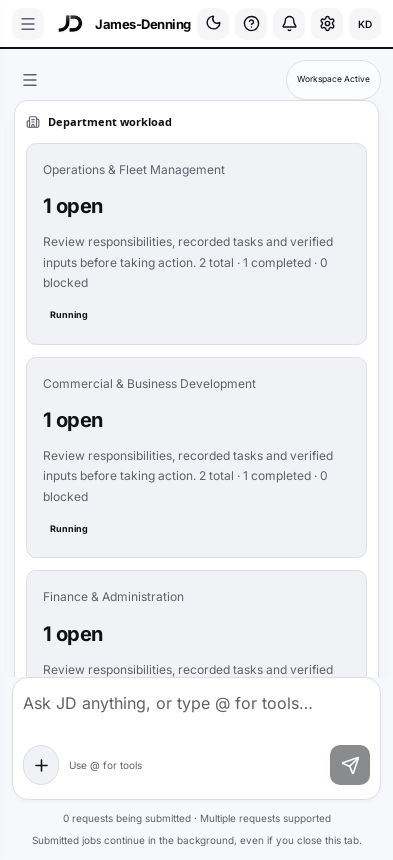 JD James-Denning KD
Workspace Active
Department workload
Operations & Fleet Management
1 open
Review responsibilities, recorded tasks and verified
inputs before taking action. 2 total · 1 completed · 0
blocked
Running
Commercial & Business Development
1 open
Review responsibilities, recorded tasks and verified
inputs before taking action. 2 total · 1 completed · 0
blocked
Running
Finance & Administration
1 open
Review responsibilities, recorded tasks and verified
Ask JD anything, or type @ for tools...
Use @ for tools
0 requests being submitted · Multiple requests supported
Submitted jobs continue in the background, even if you close this tab.